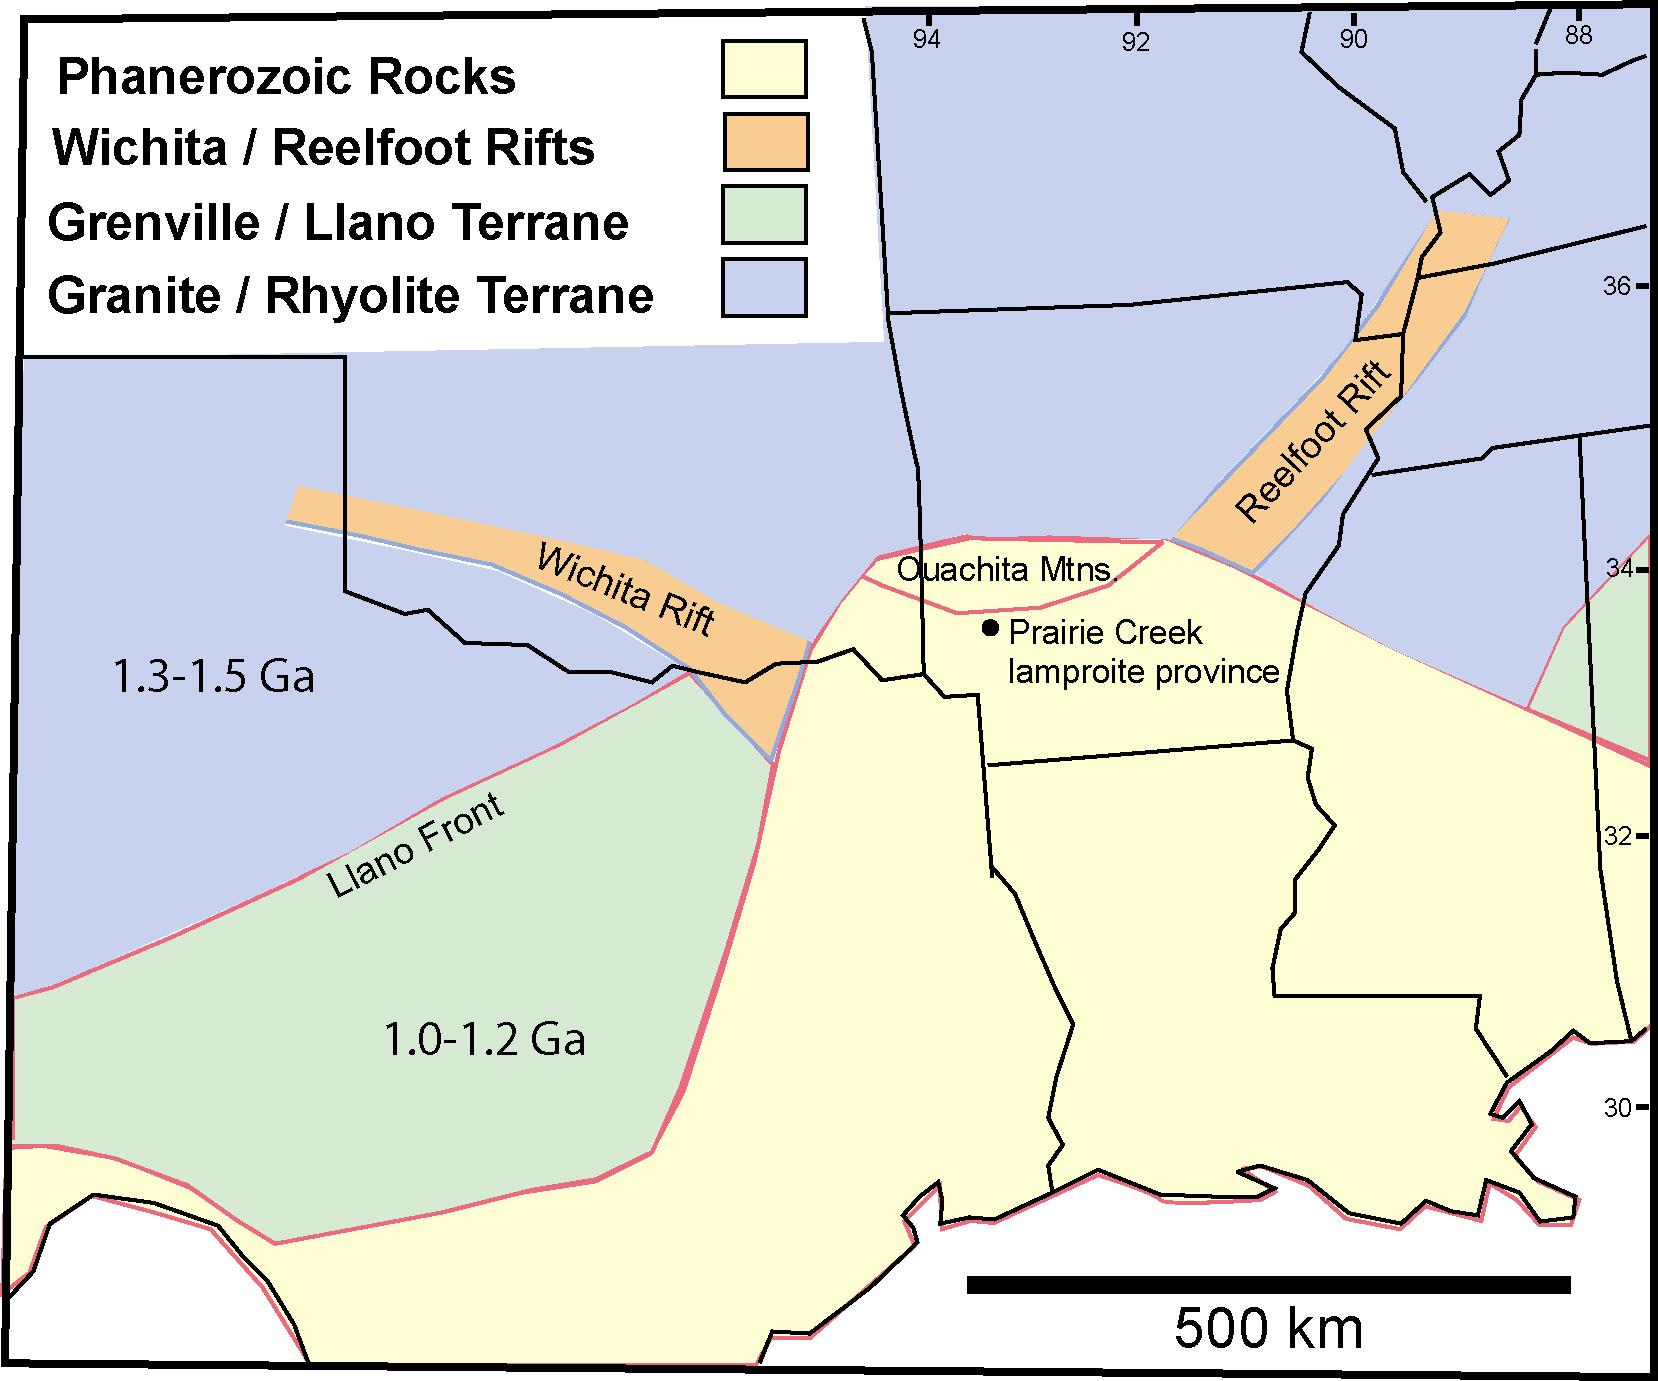 94
92
90
88
Phanerozoic Rocks
Wichita / Reelfoot Rifts
Grenville / Llano Terrane
Granite / Rhyolite Terrane
36
Reelfoot Rift
Wichita Rift
Ouachita Mtns.
34
Prairie Creek
lamproite province
1.3-1.5 Ga
Llano Front
32
1.0-1.2 Ga
30
500 km